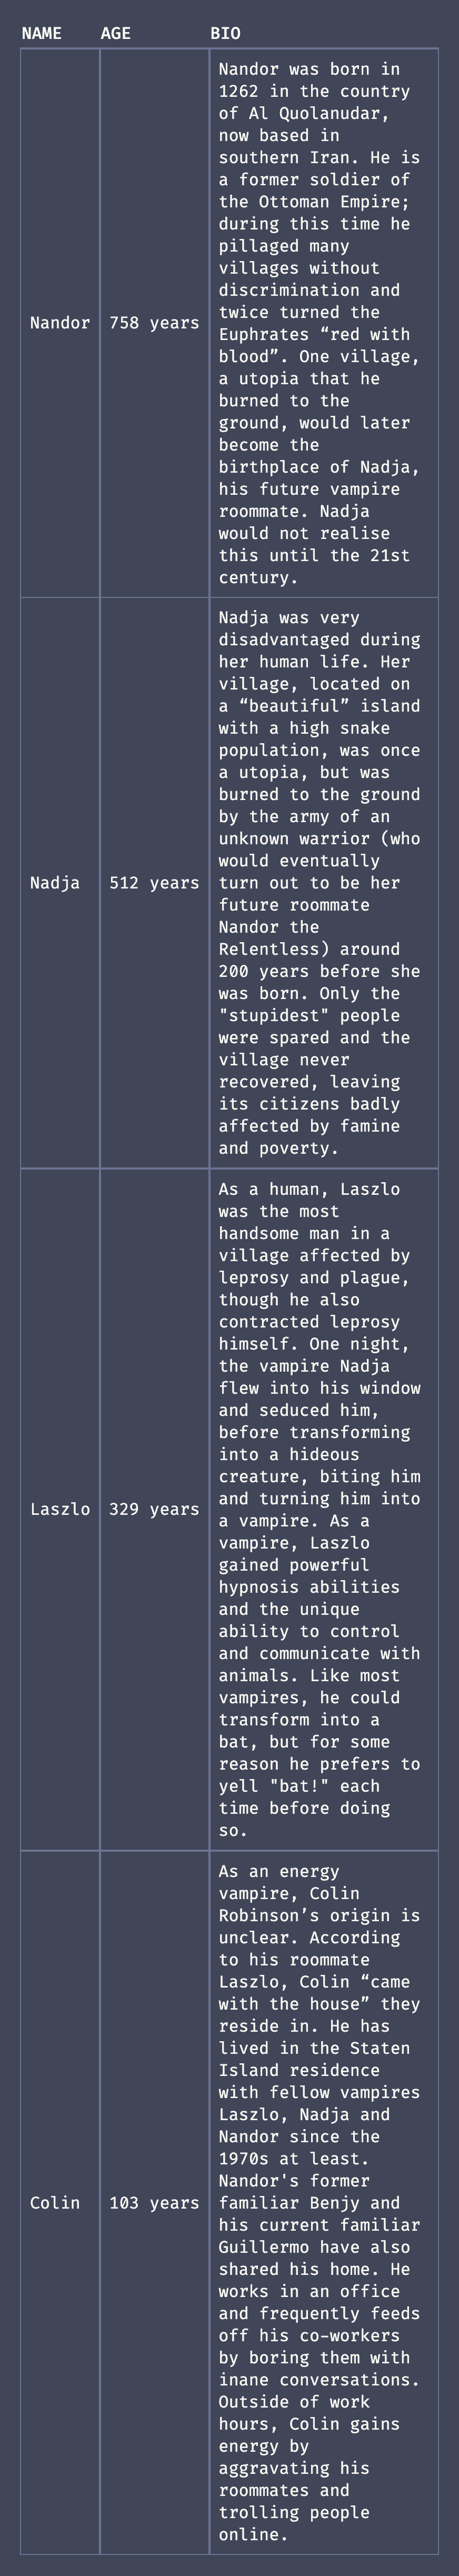 NAME AGE BIO
Nandor was born in
1262 in the country
of Al Quolanudar,
now based in
southern Iran. He is
a former soldier of
the Ottoman Empire;
during this time he
pillaged many
villages without
discrimination and
twice turned the
Nandor 758 years Euphrates “red with
blood”. One village,
a utopia that he
burned to the
ground, would later
become the
birthplace of Nadja,
his future vampire
roommate. Nadja
would not realise
this until the 21st
century.
Nadja was very
disadvantaged during
her human life. Her
village, located on
a “beautiful” island
with a high snake
population, was once
a utopia, but was
burned to the ground
by the army of an
unknown warrior (who
would eventually
Nadja 512 years turn out to be her
future roommate
Nandor the
Relentless) around
200 years before she
was born. Only the
"stupidest" people
were spared and the
village never
recovered, leaving
its citizens badly
affected by famine
and poverty.
As a human, Laszlo
was the most
handsome man in a
village affected by
leprosy and plague,
though he also
contracted leprosy
himself. One night,
the vampire Nadja
flew into his window
and seduced him,
before transforming
into a hideous
creature, biting him
and turning him into
Laszlo 329 years a vampire. As a
vampire, Laszlo
gained powerful
hypnosis abilities
and the unique
ability to control
and communicate with
animals. Like most
vampires, he could
transform into a
bat, but for some
reason he prefers to
yell "bat!" each
time before doing
so.
As an energy
vampire, Colin
Robinson’s origin is
unclear. According
to his roommate
Laszlo, Colin “came
with the house” they
reside in. He has
lived in the Staten
Island residence
with fellow vampires
Laszlo, Nadja and
Nandor since the
1970s at least.
Nandor's former
Colin 103 years familiar Benjy and
his current familiar
Guillermo have also
shared his home. He
works in an office
and frequently feeds
off his co-workers
by boring them with
inane conversations.
Outside of work
hours, Colin gains
energy by
aggravating his
roommates and
trolling people
online.